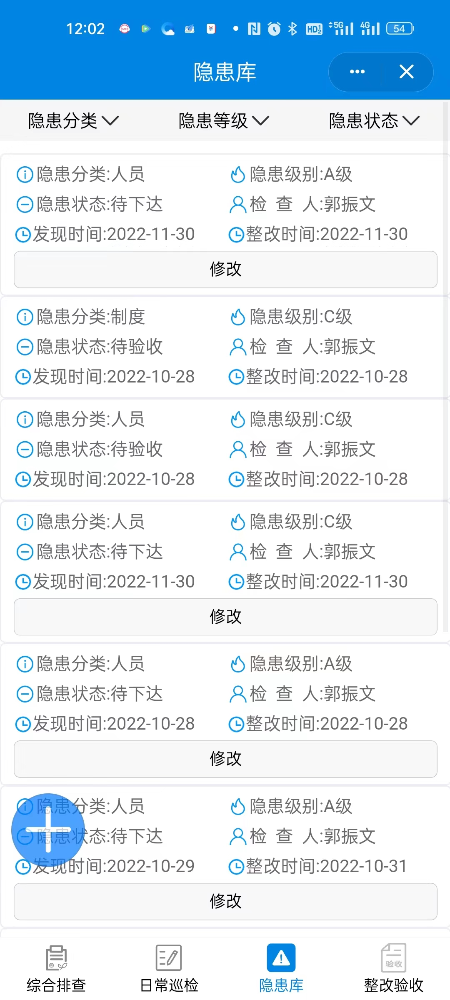 12:02 HD 5G 4G 54
隐患库
隐患分类 隐患等级 隐患状态
隐患分类:人员 隐患级别:A级
隐患状态:待下达 检 查 人:郭振文
发现时间:2022-11-30 整改时间:2022-11-30
修改
隐患分类:制度 隐患级别:C级
隐患状态:待验收 检 查 人:郭振文
发现时间:2022-10-28 整改时间:2022-10-28
隐患分类:人员 隐患级别:C级
隐患状态:待验收 检 查 人:郭振文
发现时间:2022-10-28 整改时间:2022-10-28
隐患分类:人员 隐患级别:C级
隐患状态:待下达 检 查 人:郭振文
发现时间:2022-11-30 整改时间:2022-11-30
修改
隐患分类:人员 隐患级别:A级
隐患状态:待下达 检 查 人:郭振文
发现时间:2022-10-28 整改时间:2022-10-28
修改
隐患分类:人员 隐患级别:A级
隐患状态:待下达 检 查 人:郭振文
发现时间:2022-10-29 整改时间:2022-10-31
修改
验收
综合排查 日常巡检 隐患库 整改验收